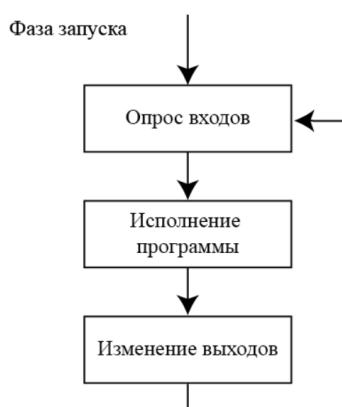 Фаза запуска
Опрос входов
Исполнение
программы
Изменение выходов